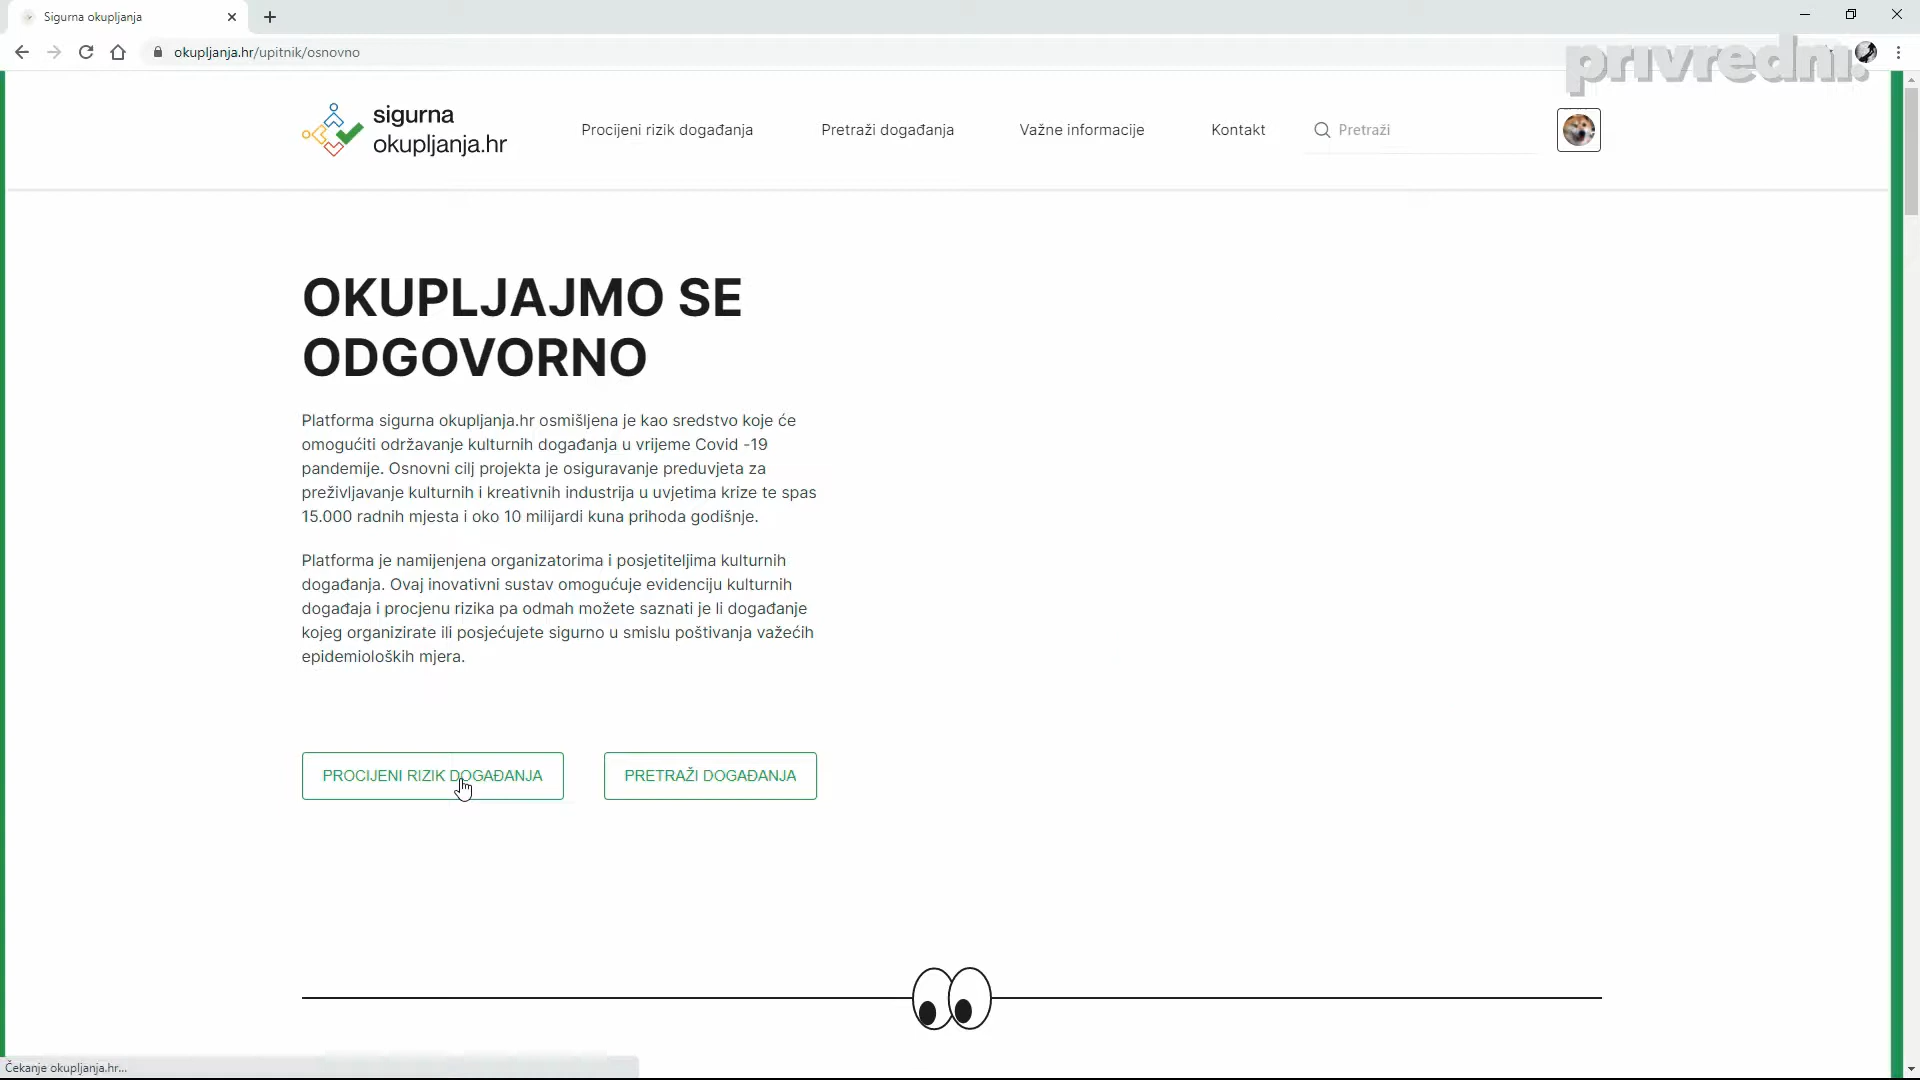 Sigurna okupljanja
okupljanja.hr/upitnik/osnovno
privredni.
sigurna
okupljanja.hr
Procijeni rizik događanja
Pretraži događanja
Važne informacije
Kontakt
Pretraži
OKUPLJAJMO SE
ODGOVORNO
Platforma sigurna okupljanja.hr osmišljena je kao sredstvo koje će
omogućiti održavanje kulturnih događanja u vrijeme Covid -19
pandemije. Osnovni cilj projekta je osiguravanje preduvjeta za
preživljavanje kulturnih i kreativnih industrija u uvjetima krize te spas
15.000 radnih mjesta i oko 10 milijardi kuna prihoda godišnje.
Platforma je namijenjena organizatorima i posjetiteljima kulturnih
događanja. Ovaj inovativni sustav omogućuje evidenciju kulturnih
događaja i procjenu rizika pa odmah možete saznati je li događanje
kojeg organizirate ili posjećujete sigurno u smislu poštivanja važećih
epidemioloških mjera.
PROCIJENI RIZIK DOGAĐANJA
PRETRAŽI DOGAĐANJA
Čekanje okupljanja.hr...